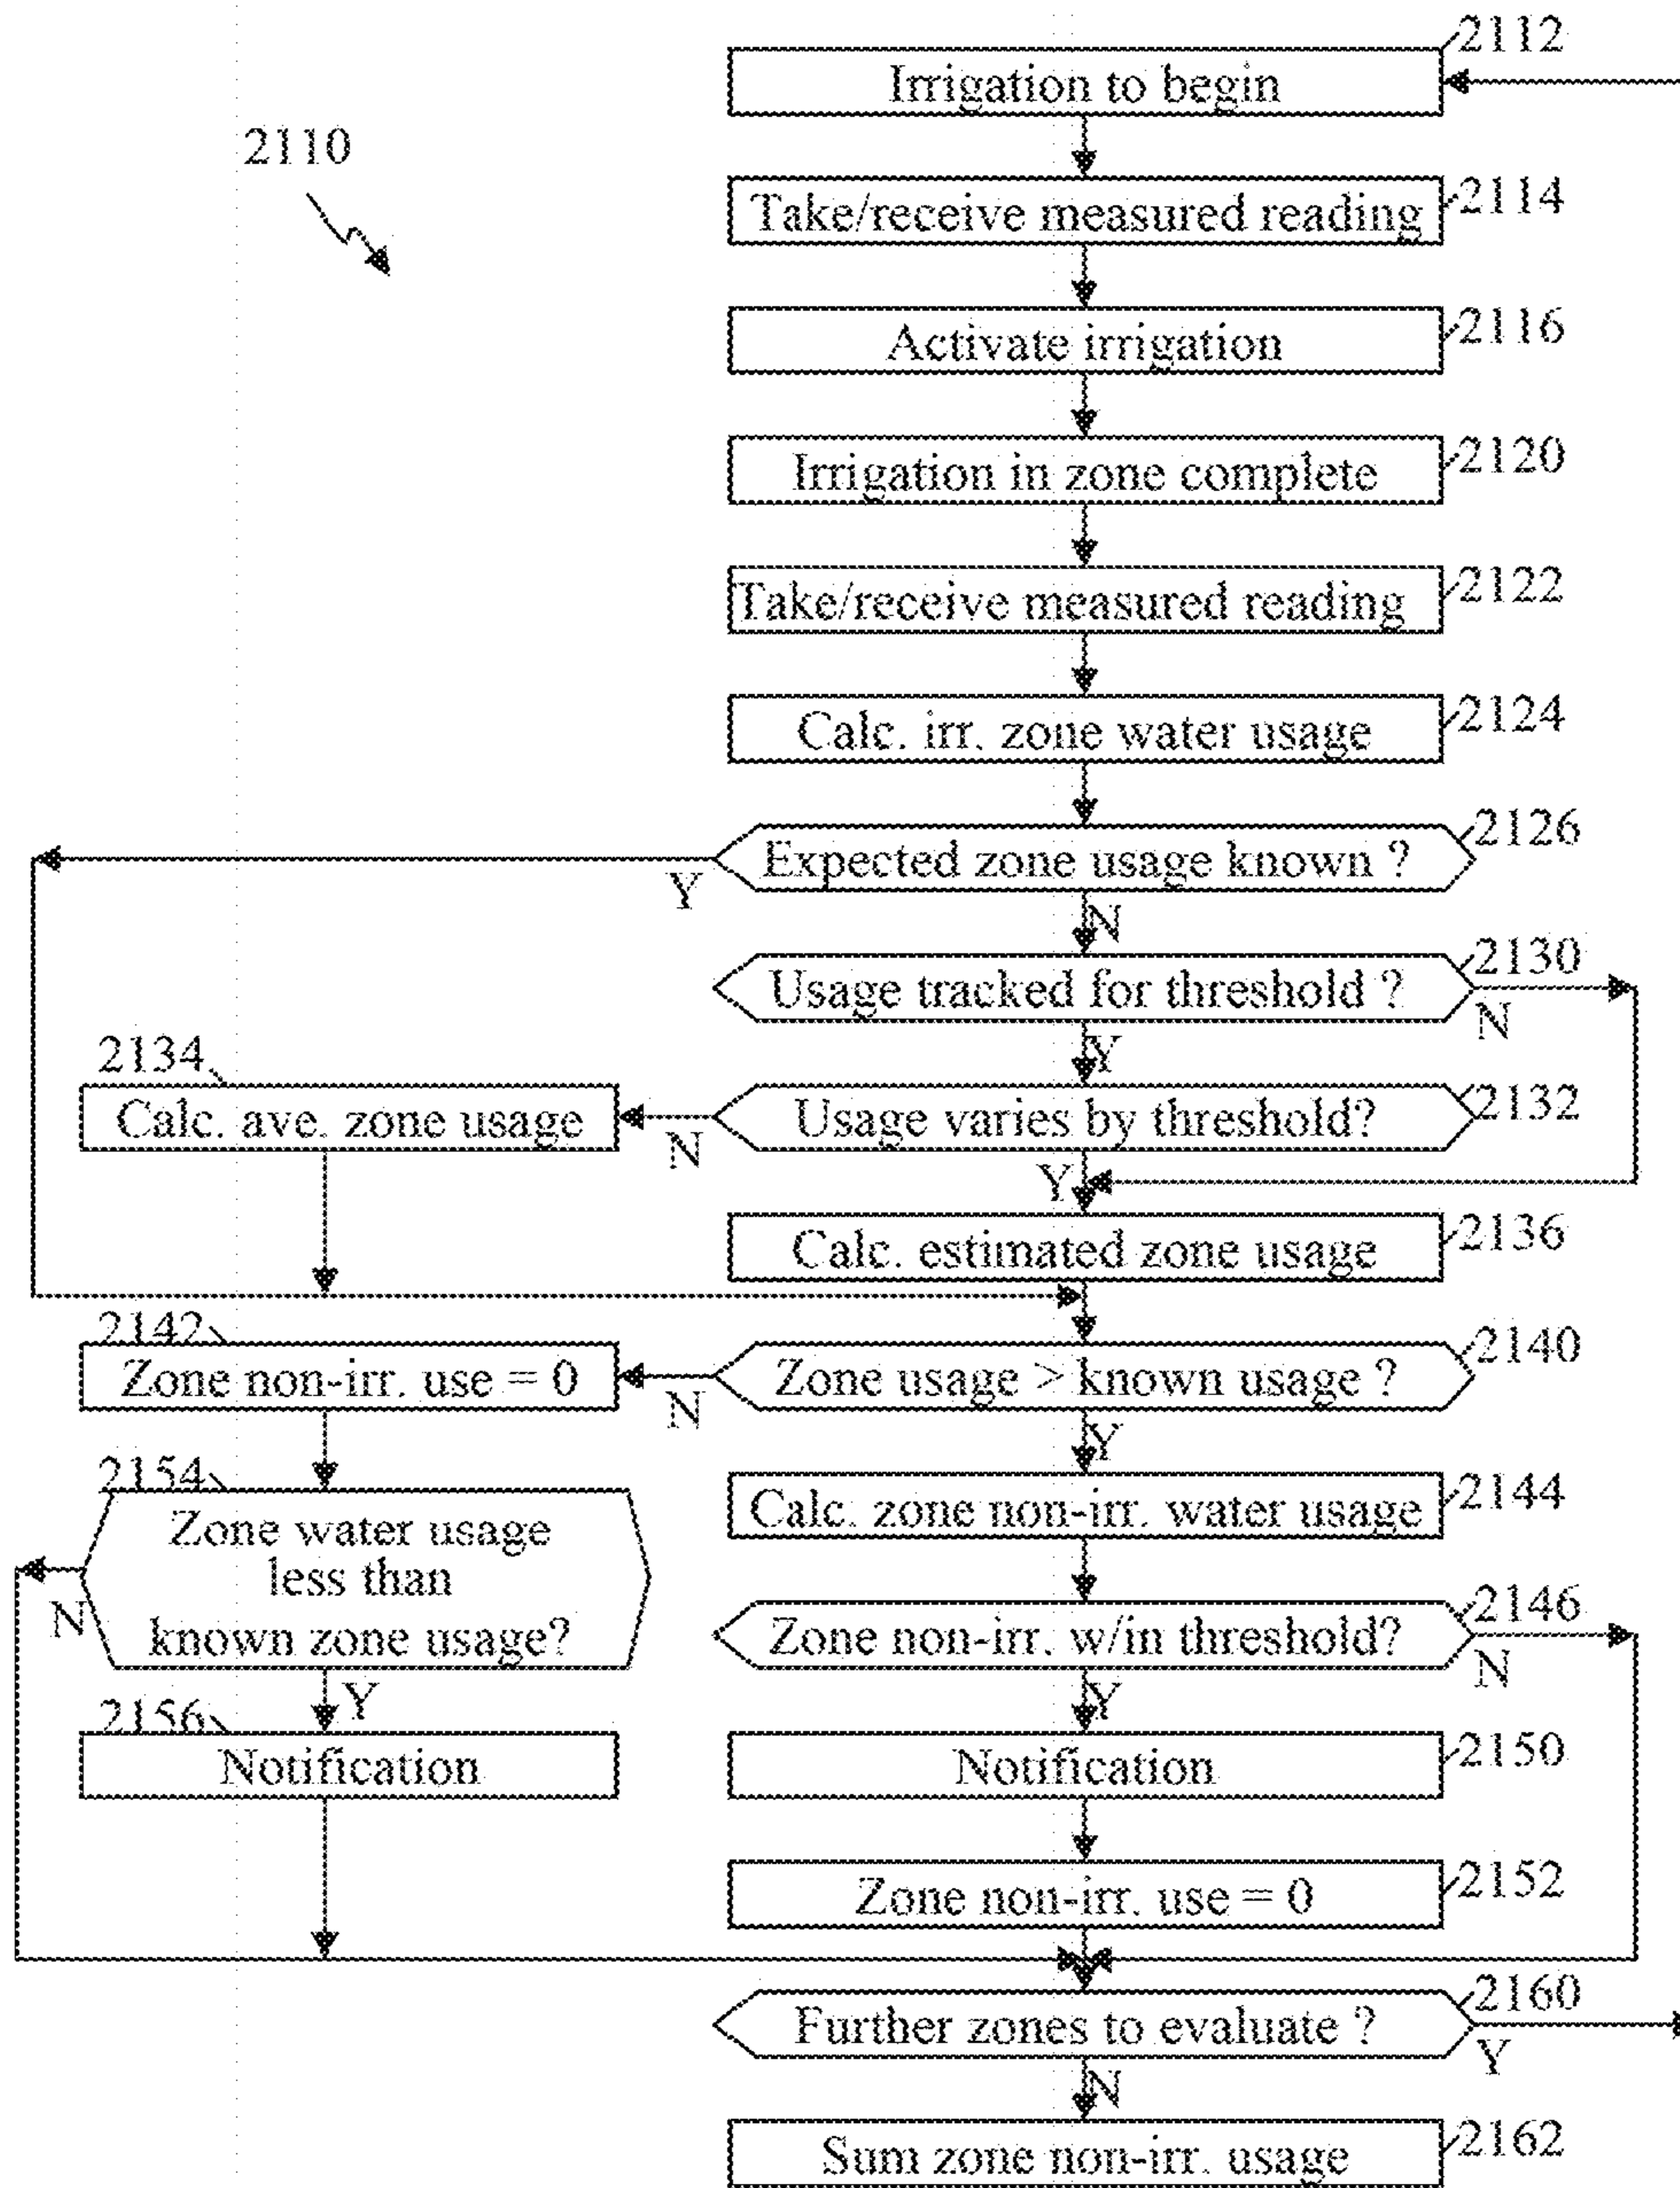 2112
Irrigation to begin
2110
2114
Take/receive measured reading
2116
Activate irrigation
2120
Irrigation in zone complete
2122
Take/receive measured reading
2124
Calc. irr. zone water usage
2126
Expected zone usage known ?
Y
N
2130
Usage tracked for threshold ?
N
Y
2134
2132
Calc. ave. zone usage
Usage varies by threshold?
N
Y
2136
Calc. estimated zone usage
2142
2140
Zone non-irr. use = 0
Zone usage > known usage ?
N
Y
2154
2144
Zone water usage
less than
known zone usage?
Calc. zone non-irr. water usage
N
2146
Zone non-irr. w/in threshold?
N
Y
Y
2156
2150
Notification
Notification
2152
Zone non-irr. use = 0
2160
Further zones to evaluate ?
Y
N
2162
Sum zone non-irr. usage